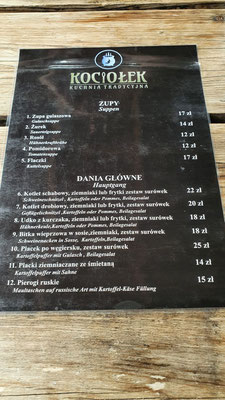 KOCIOŁEK
KUCHNIA TRADYCYJNA
ZUPY
Suppen
1. Zupa gulaszowa 17 zł
Gulaschsuppe
2. Żurek 14 zł
Sauermehlsuppe
3. Rosół 12 zł
Hühnerkraftbrühe
4. Pomidorowa 12 zł
Tomatensuppe
5. Flaczki 17 zł
Kuttelsuppe
DANIA GŁÓWNE
Hauptgang
6. Kotlet schabowy, ziemniaki lub frytki, zestaw surówek 22 zł
Schweineschnitzel, Kartoffeln oder Pommes, Beilagesalat
7. Kotlet drobiowy, ziemniaki lub frytki, zestaw surówek 20 zł
Geflügelschnitzel, Kartoffeln oder Pommes, Beilagesalat
8. Udko z kurczaka, ziemniaki lub frytki, zestaw surówek 18 zł
Hähnerkeule, Kartoffeln oder Pommes, Beilagesalat
9. Bitka wieprzowa w sosie,ziemniaki, zestaw surówek 18 zł
Schweinenacken in Sosse, Kartoffeln, Beilagesalat
10. Placek po węgiersku, zestaw surówek 25 zł
Kartoffelpuffer mit Gulasch, Beilagesalat
11. Placki ziemniaczane ze śmietaną 14 zł
Kartoffelpuffer mit Sahne
12. Pierogi ruskie 15 zł
Maultaschen auf russische Art mit Kartoffel-Käse Füllung